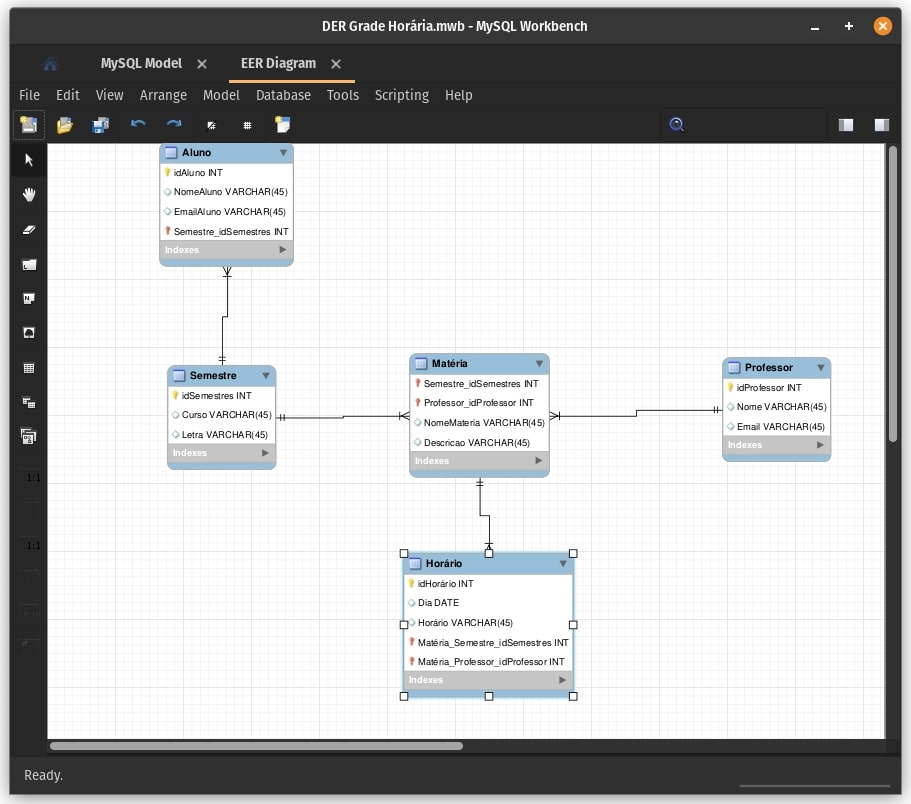 DER Grade Horária.mwb - MySQL Workbench
MySQL Model
EER Diagram
File Edit View Arrange Model Database Tools Scripting Help
Aluno
idAluno INT
NomeAluno VARCHAR(45)
EmailAluno VARCHAR(45)
Semestre_idSemestres INT
Indexes
Semestre
idSemestres INT
Curso VARCHAR(45)
Letra VARCHAR(45)
Indexes
Matéria
Semestre_idSemestres INT
Professor_idProfessor INT
NomeMateria VARCHAR(45)
Descricao VARCHAR(45)
Indexes
Professor
idProfessor INT
Nome VARCHAR(45)
Email VARCHAR(45)
Indexes
1:1
1:1
Horário
idHorário INT
Dia DATE
Horário VARCHAR(45)
Matéria_Semestre_idSemestres INT
Matéria_Professor_idProfessor INT
Indexes
Ready.